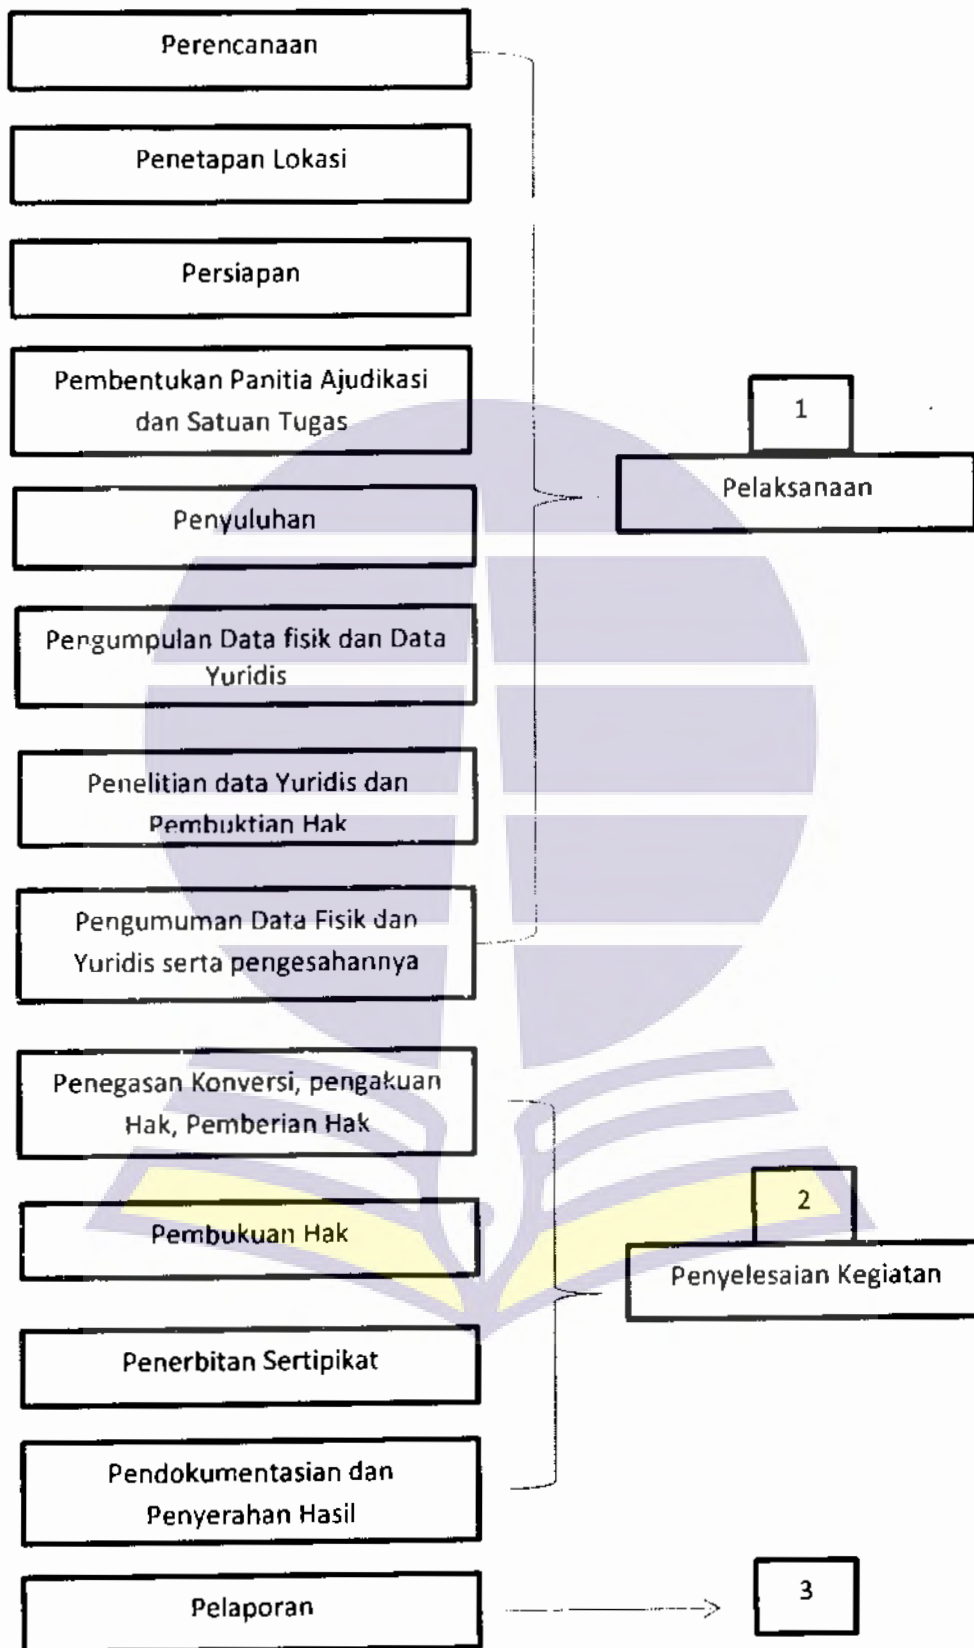 Perencanaan
Penetapan Lokasi
Persiapan
Pembentukan Panitia Ajudikasi
dan Satuan Tugas
1
Pelaksanaan
Penyuluhan
Pengumpulan Data fisik dan Data
Yuridis
Penelitian data Yuridis dan
Pembuktian Hak
Pengumuman Data Fisik dan
Yuridis serta pengesahannya
Penegasan Konversi, pengakuan
Hak, Pemberian Hak
2
Pembukuan Hak
Penyelesaian Kegiatan
Penerbitan Sertipikat
Pendokumentasian dan
Penyerahan Hasil
Pelaporan
3